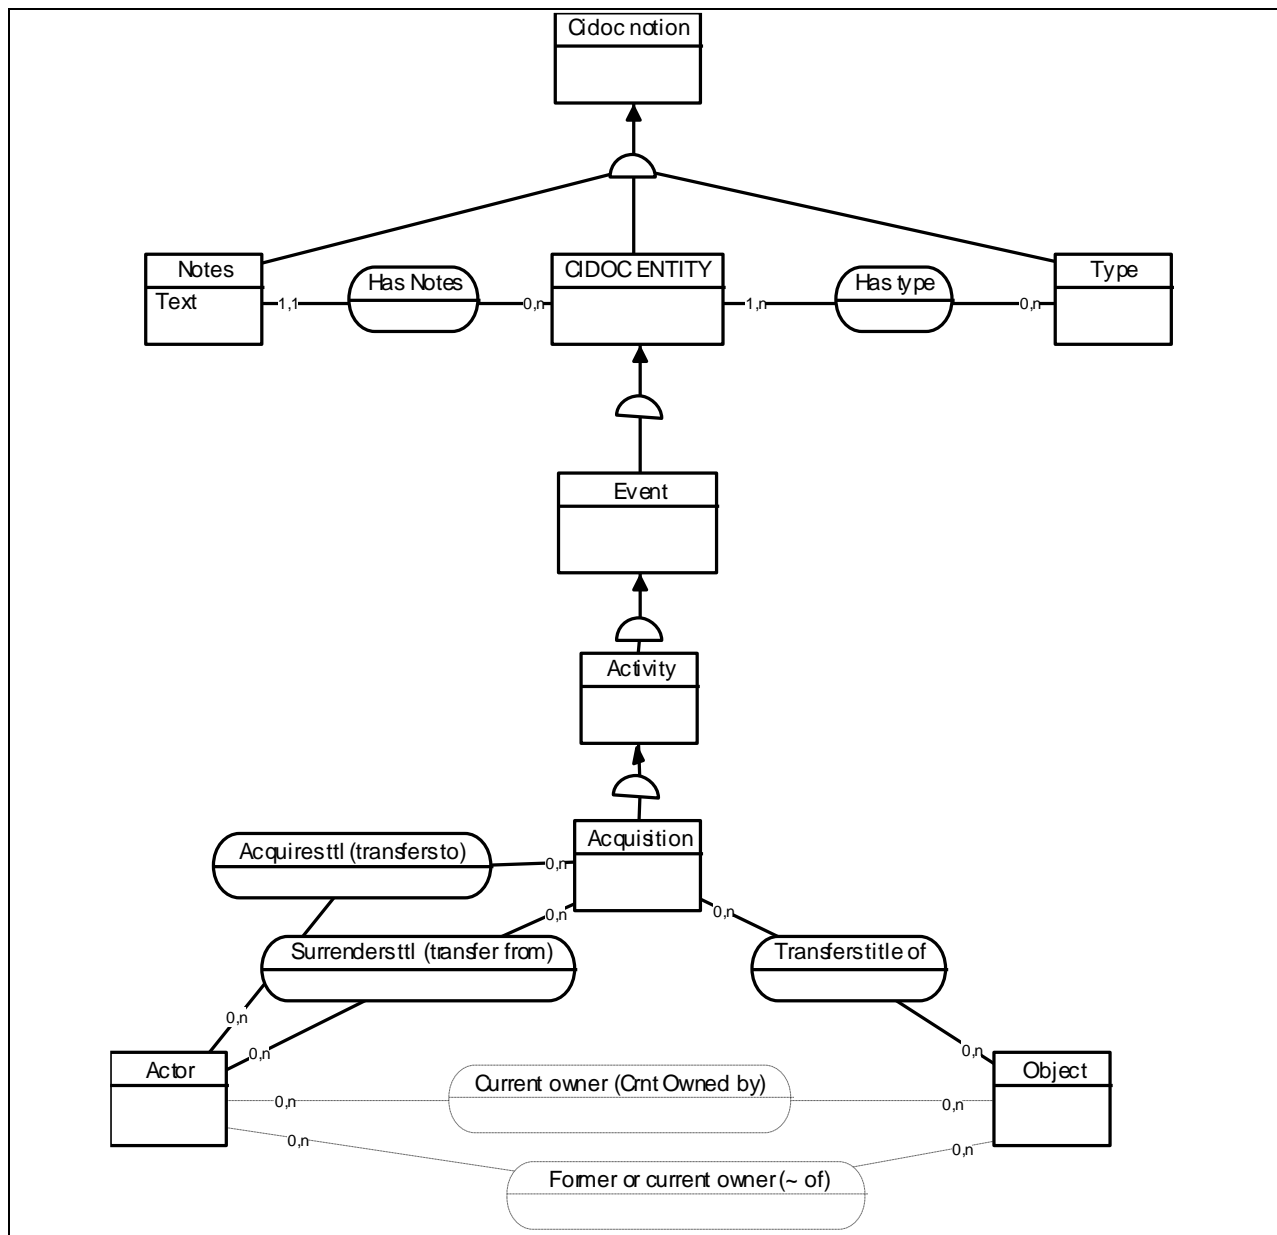 Cidoc notion
Notes
Has Notes
CIDOC ENTITY
Has type
Type
Text
1,1
0,n
1,n
0,n
Event
Activity
Acquisition
Acquires ttl (transfers to)
0,n
0,n
0,n
Surrenders ttl (transfer from)
Transfers title of
0,n
0,n
0,n
Actor
Current owner (Crnt Owned by)
Object
0,n
0,n
0,n
0,n
Former or current owner (~ of)